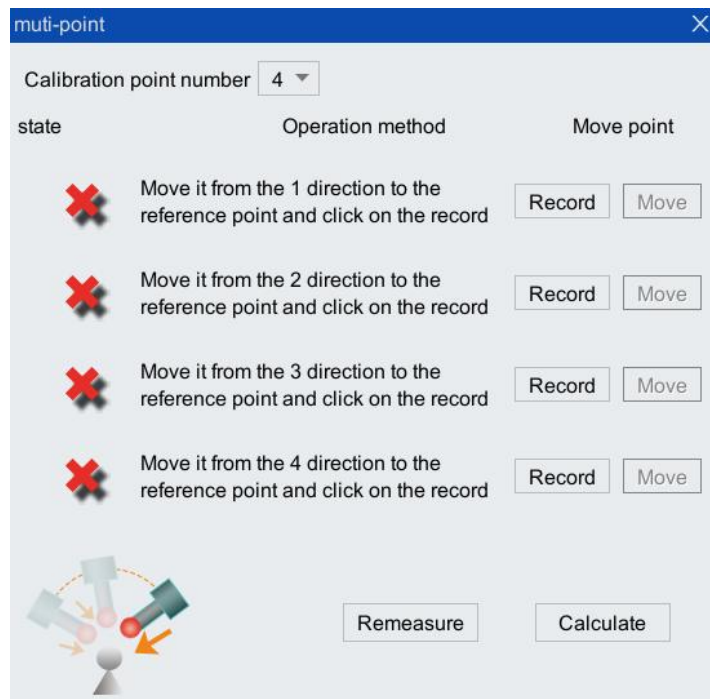 muti-point
Calibration point number 4
state Operation method Move point
Move it from the 1 direction to the
reference point and click on the record
Record Move
Move it from the 2 direction to the
reference point and click on the record
Record Move
Move it from the 3 direction to the
reference point and click on the record
Record Move
Move it from the 4 direction to the
reference point and click on the record
Record Move
Remeasure Calculate